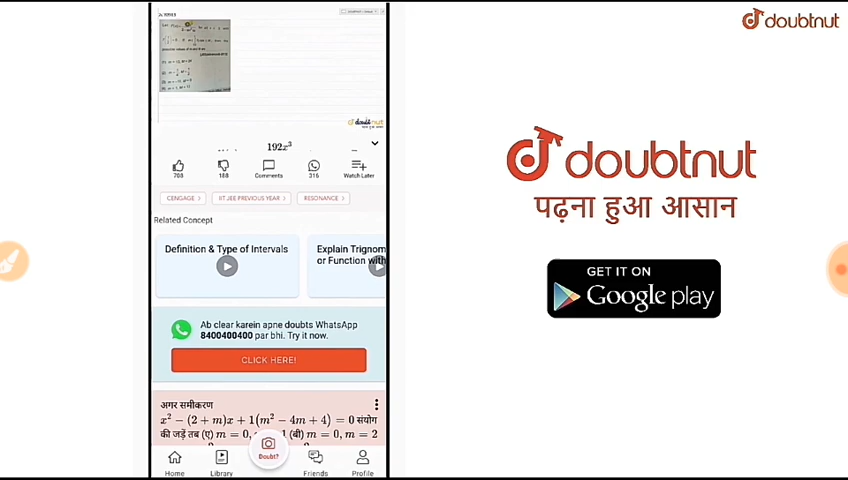 doubtnut
doubtnut
192x³
708
188
Comments
316
Watch Later
CENGAGE >
IIT JEE PREVIOUS YEAR >
RESONANCE >
Related Concept
Definition & Type of Intervals
Explain Trignom
or Function with
Ab clear karein apne doubts WhatsApp
8400400400 par bhi. Try it now.
CLICK HERE!
अगर समीकरण
x² − (2 + m)x + 1(m² − 4m + 4) = 0 संयोग
की जड़ें तब (ए) m = 0, 1 (बी) m = 0, m = 2
Doubt?
Home
Library
Friends
Profile
doubtnut
पढ़ना हुआ आसान
GET IT ON
Google play